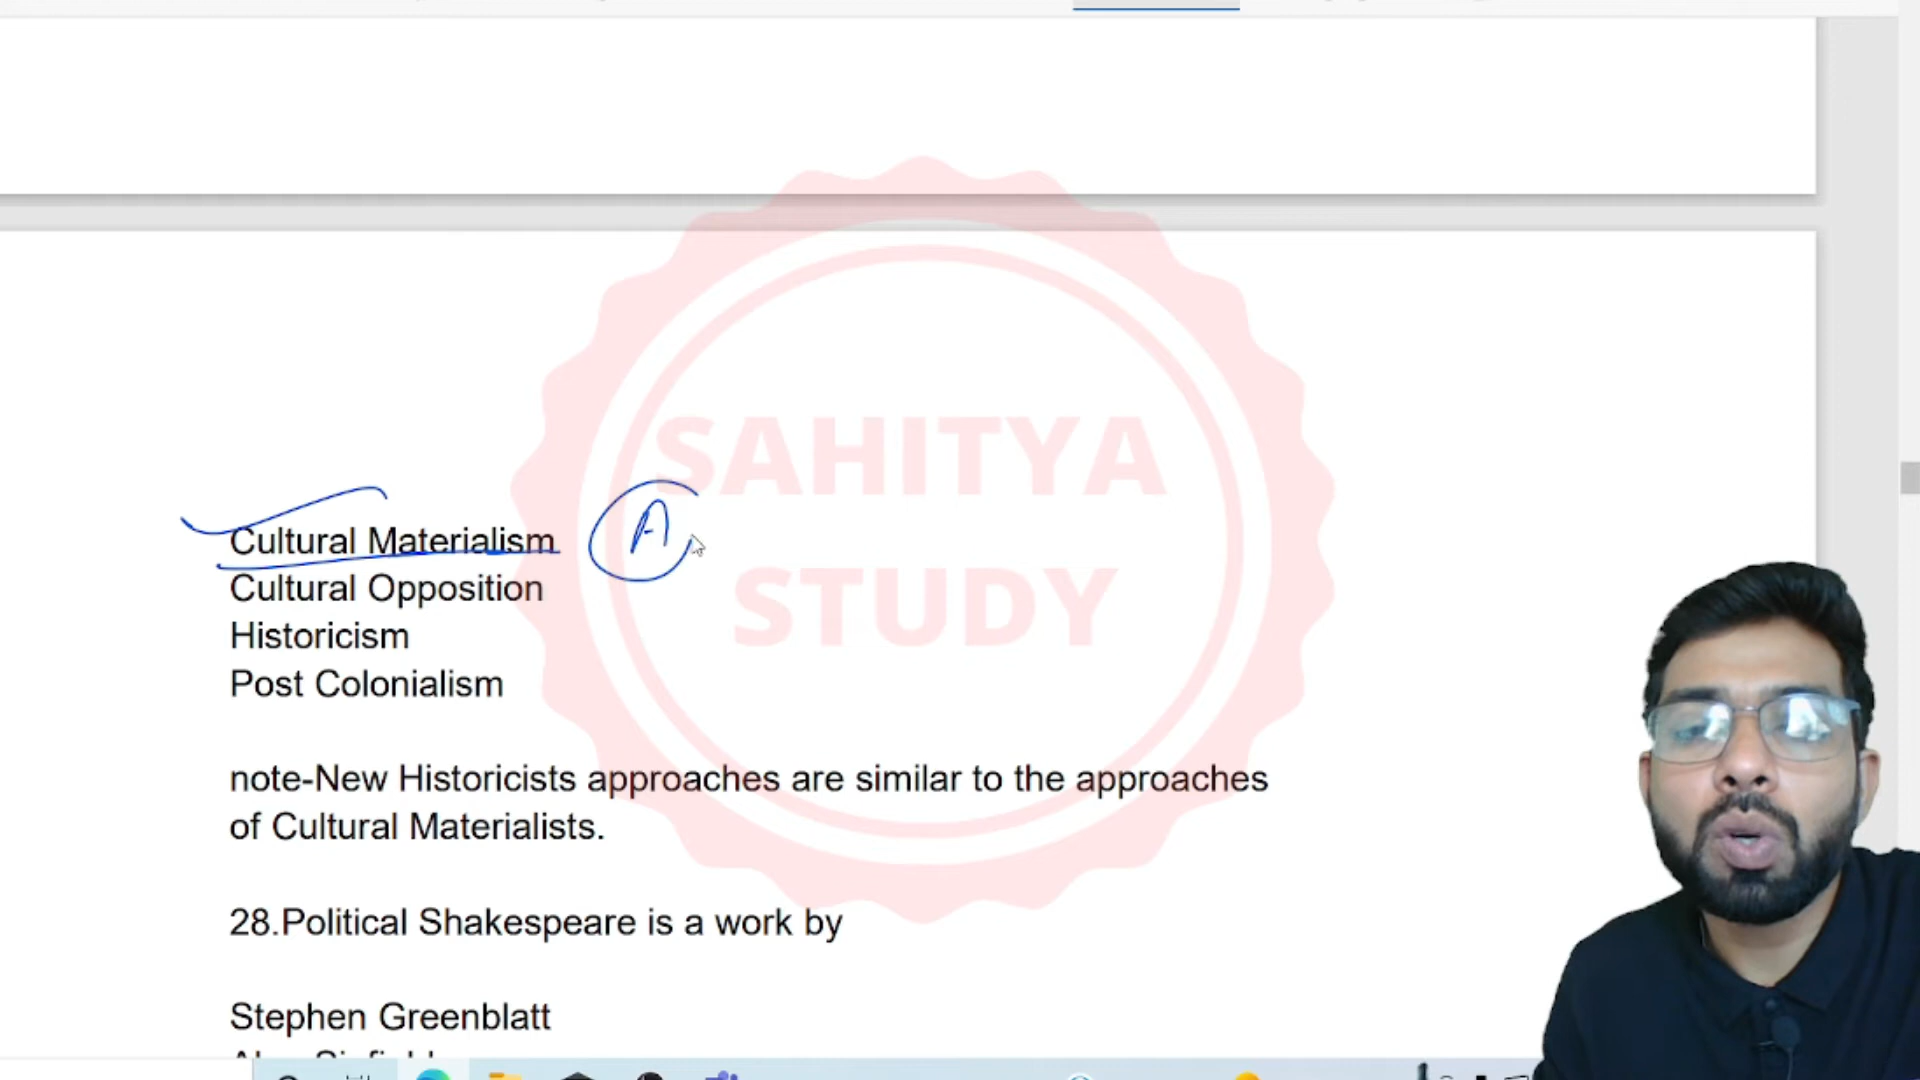 SAHITYA
STUDY
Cultural Materialism A
Cultural Opposition
Historicism
Post Colonialism
note-New Historicists approaches are similar to the approaches
of Cultural Materialists.
28.Political Shakespeare is a work by
Stephen Greenblatt